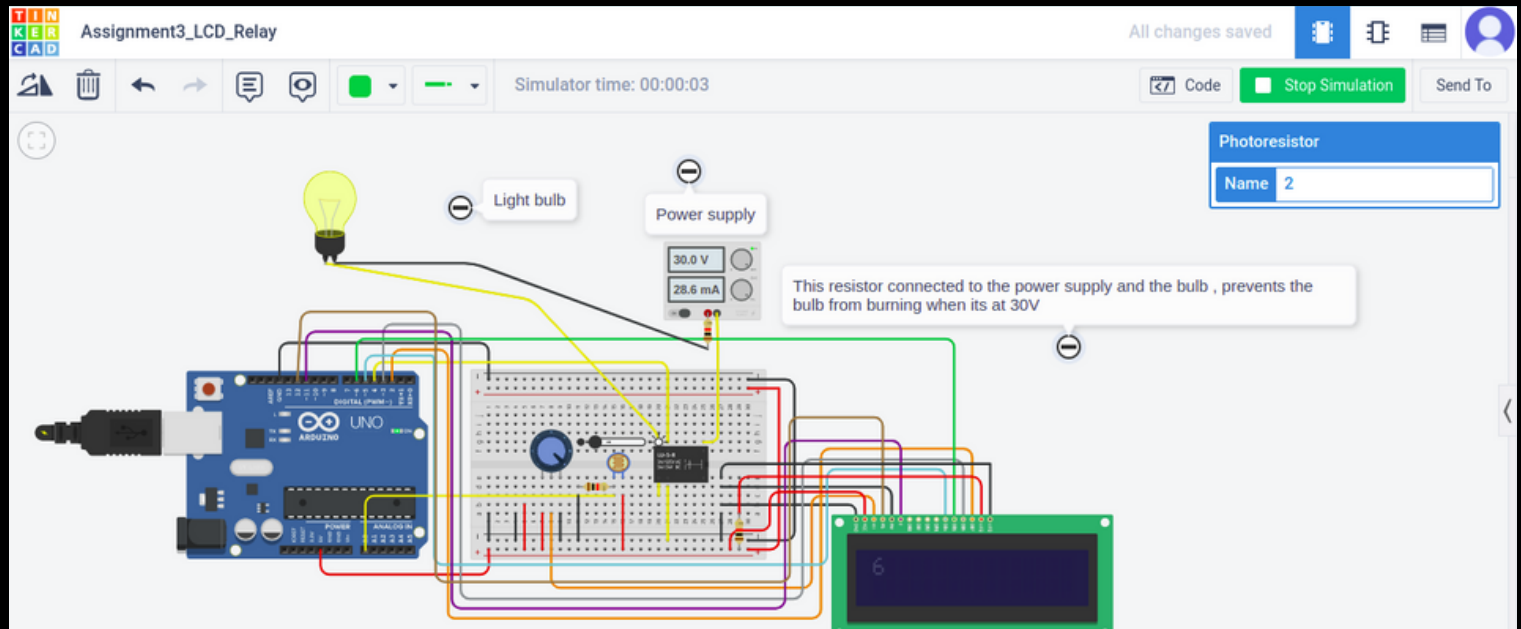 TIN
KER
CAD
Assignment3_LCD_Relay
All changes saved
Simulator time: 00:00:03
Code
Stop Simulation
Send To
Photoresistor
Name 2
Light bulb
Power supply
30.0 V
28.6 mA
This resistor connected to the power supply and the bulb , prevents the
bulb from burning when its at 30V
DIGITAL (PWM~)
UNO
ARDUINO
POWER
ANALOG IN
6